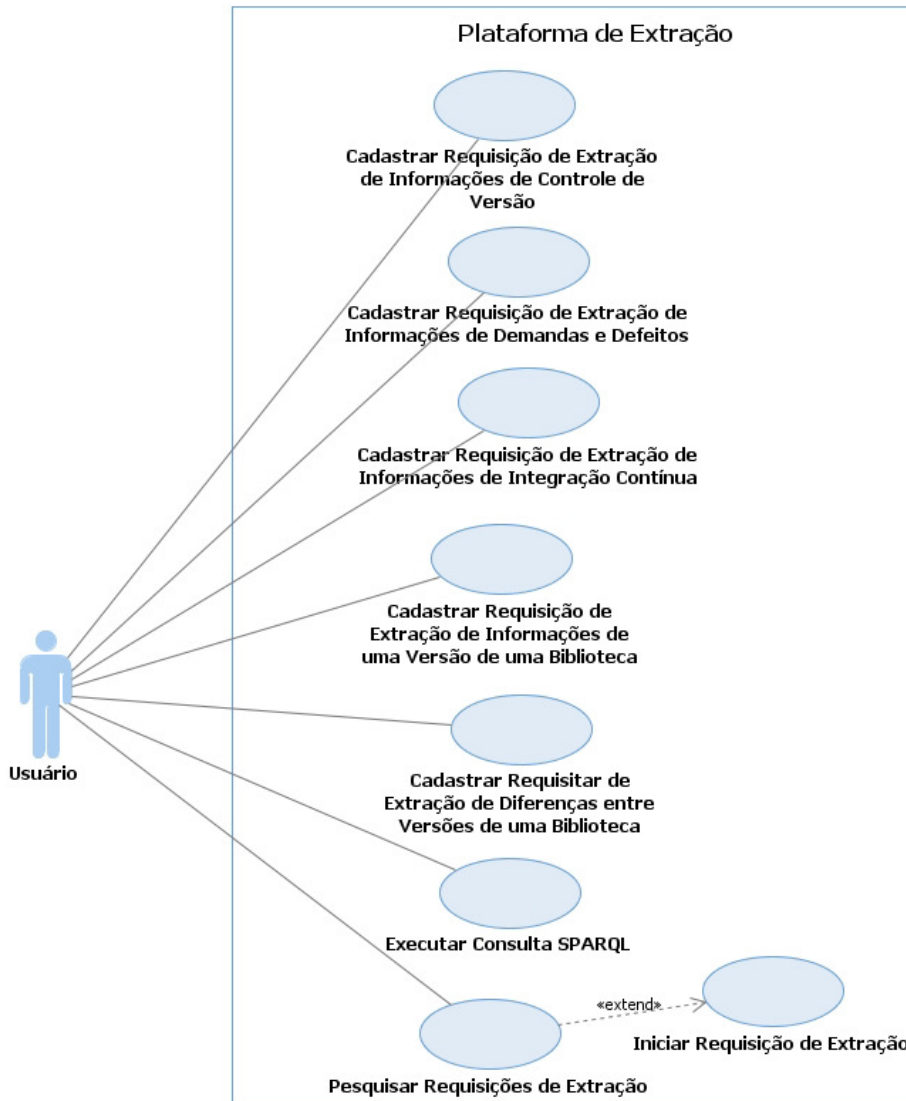 Plataforma de Extração
Cadastrar Requisição de Extração
de Informações de Controle de
Versão
Cadastrar Requisição de Extração de
Informações de Demandas e Defeitos
Cadastrar Requisição de Extração de
Informações de Integração Contínua
Cadastrar Requisição de
Extração de Informações de
uma Versão de uma Biblioteca
Usuário
Cadastrar Requisitar de
Extração de Diferenças entre
Versões de uma Biblioteca
Executar Consulta SPARQL
«extend»
Iniciar Requisição de Extração
Pesquisar Requisições de Extração